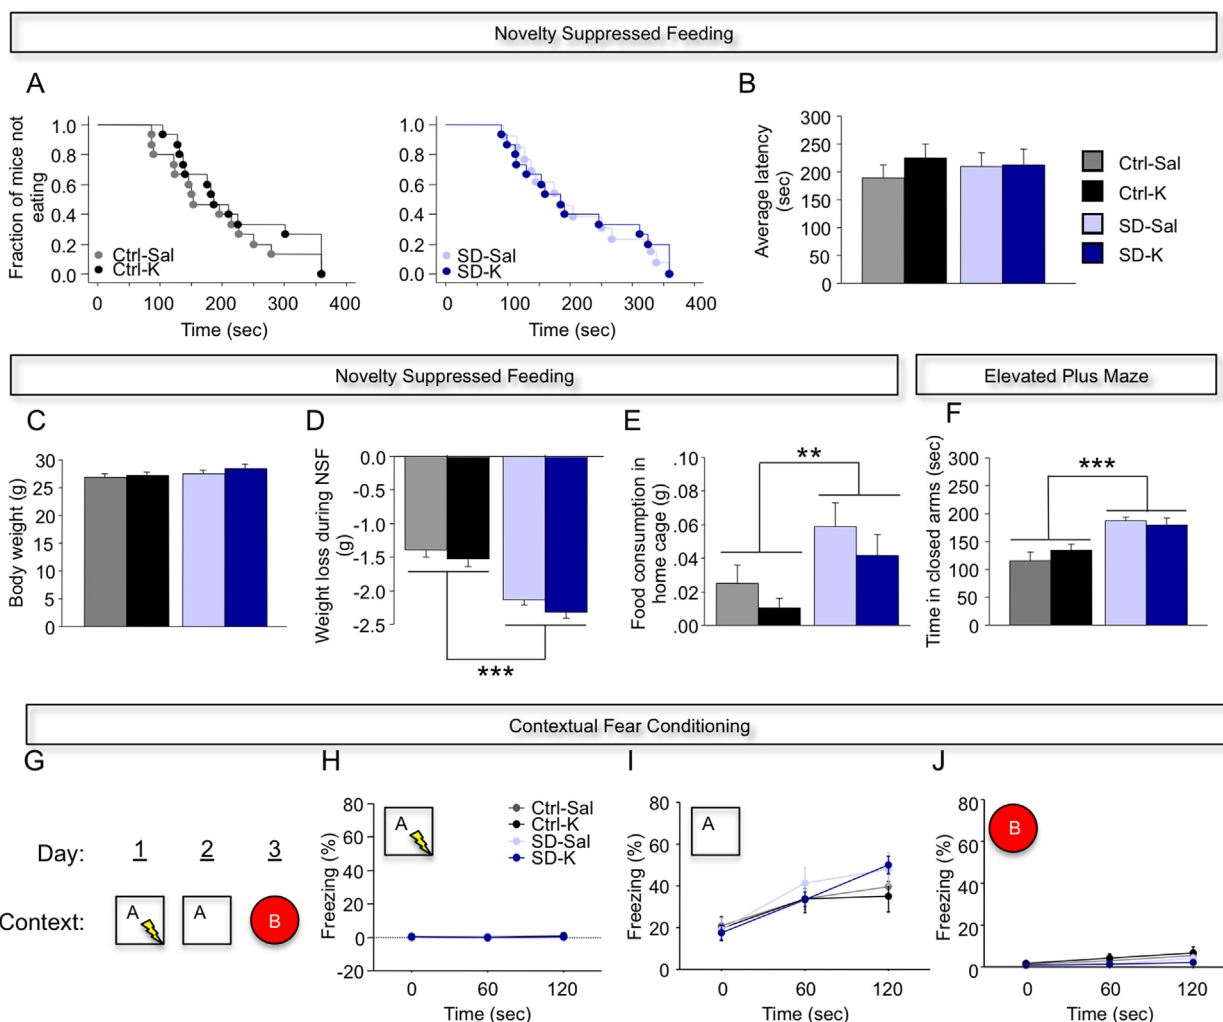 Novelty Suppressed Feeding
A
B
Fraction of mice not
eating
1.0
0.8
0.6
0.4
0.2
0.0
Ctrl-Sal
Ctrl-K
0 100 200 300 400
Time (sec)
1.0
0.8
0.6
0.4
0.2
0.0
SD-Sal
SD-K
0 100 200 300 400
Time (sec)
Average latency
(sec)
300
250
200
150
100
50
0
Ctrl-Sal
Ctrl-K
SD-Sal
SD-K
Novelty Suppressed Feeding
Elevated Plus Maze
C
Body weight (g)
30
25
20
15
10
5
0
D
Weight loss during NSF
(g)
0.0
-0.5
-1.0
-1.5
-2.0
-2.5
***
E
Food consumption in
home cage (g)
.10
.08
.06
.04
.02
.00
**
F
Time in closed arms (sec)
300
250
200
150
100
50
0
***
Contextual Fear Conditioning
G
Day: 1 2 3
Context: A A B
H
Freezing (%)
80
60
40
20
0
-20
A
Ctrl-Sal
Ctrl-K
SD-Sal
SD-K
0 60 120
Time (sec)
I
Freezing (%)
80
60
40
20
0
A
0 60 120
Time (sec)
J
Freezing (%)
80
60
40
20
0
B
0 60 120
Time (sec)